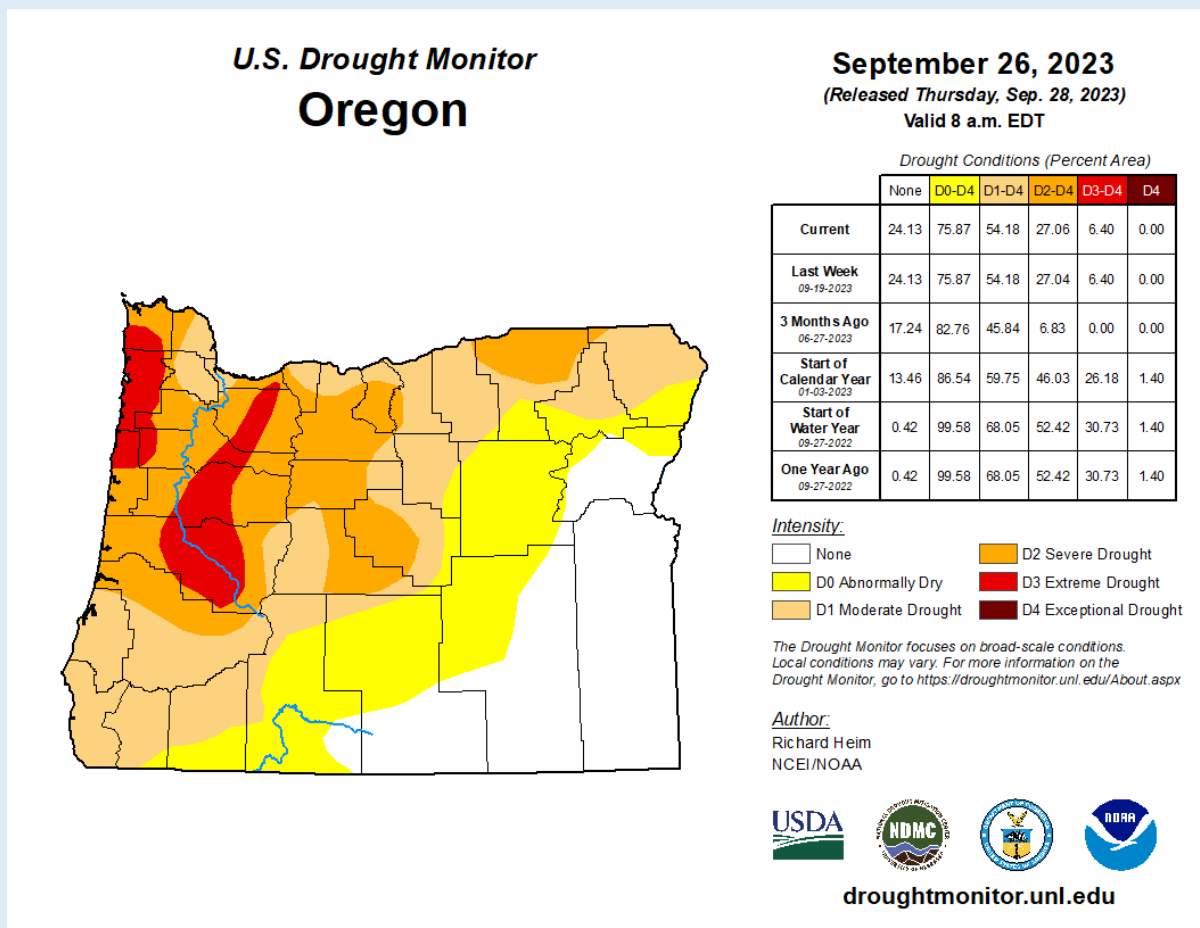 U.S. Drought Monitor
Oregon
September 26, 2023
(Released Thursday, Sep. 28, 2023)
Valid 8 a.m. EDT
Drought Conditions (Percent Area)
None D0-D4 D1-D4 D2-D4 D3-D4 D4
Current 24.13 75.87 54.18 27.06 6.40 0.00
Last Week
09-19-2023 24.13 75.87 54.18 27.04 6.40 0.00
3 Months Ago
06-27-2023 17.24 82.76 45.84 6.83 0.00 0.00
Start of
Calendar Year
01-03-2023 13.46 86.54 59.75 46.03 26.18 1.40
Start of
Water Year
09-27-2022 0.42 99.58 68.05 52.42 30.73 1.40
One Year Ago
09-27-2022 0.42 99.58 68.05 52.42 30.73 1.40
Intensity:
None
D0 Abnormally Dry
D1 Moderate Drought
D2 Severe Drought
D3 Extreme Drought
D4 Exceptional Drought
The Drought Monitor focuses on broad-scale conditions.
Local conditions may vary. For more information on the
Drought Monitor, go to https://droughtmonitor.unl.edu/About.aspx
Author:
Richard Heim
NCEI/NOAA
USDA
NDMC
NOAA
droughtmonitor.unl.edu